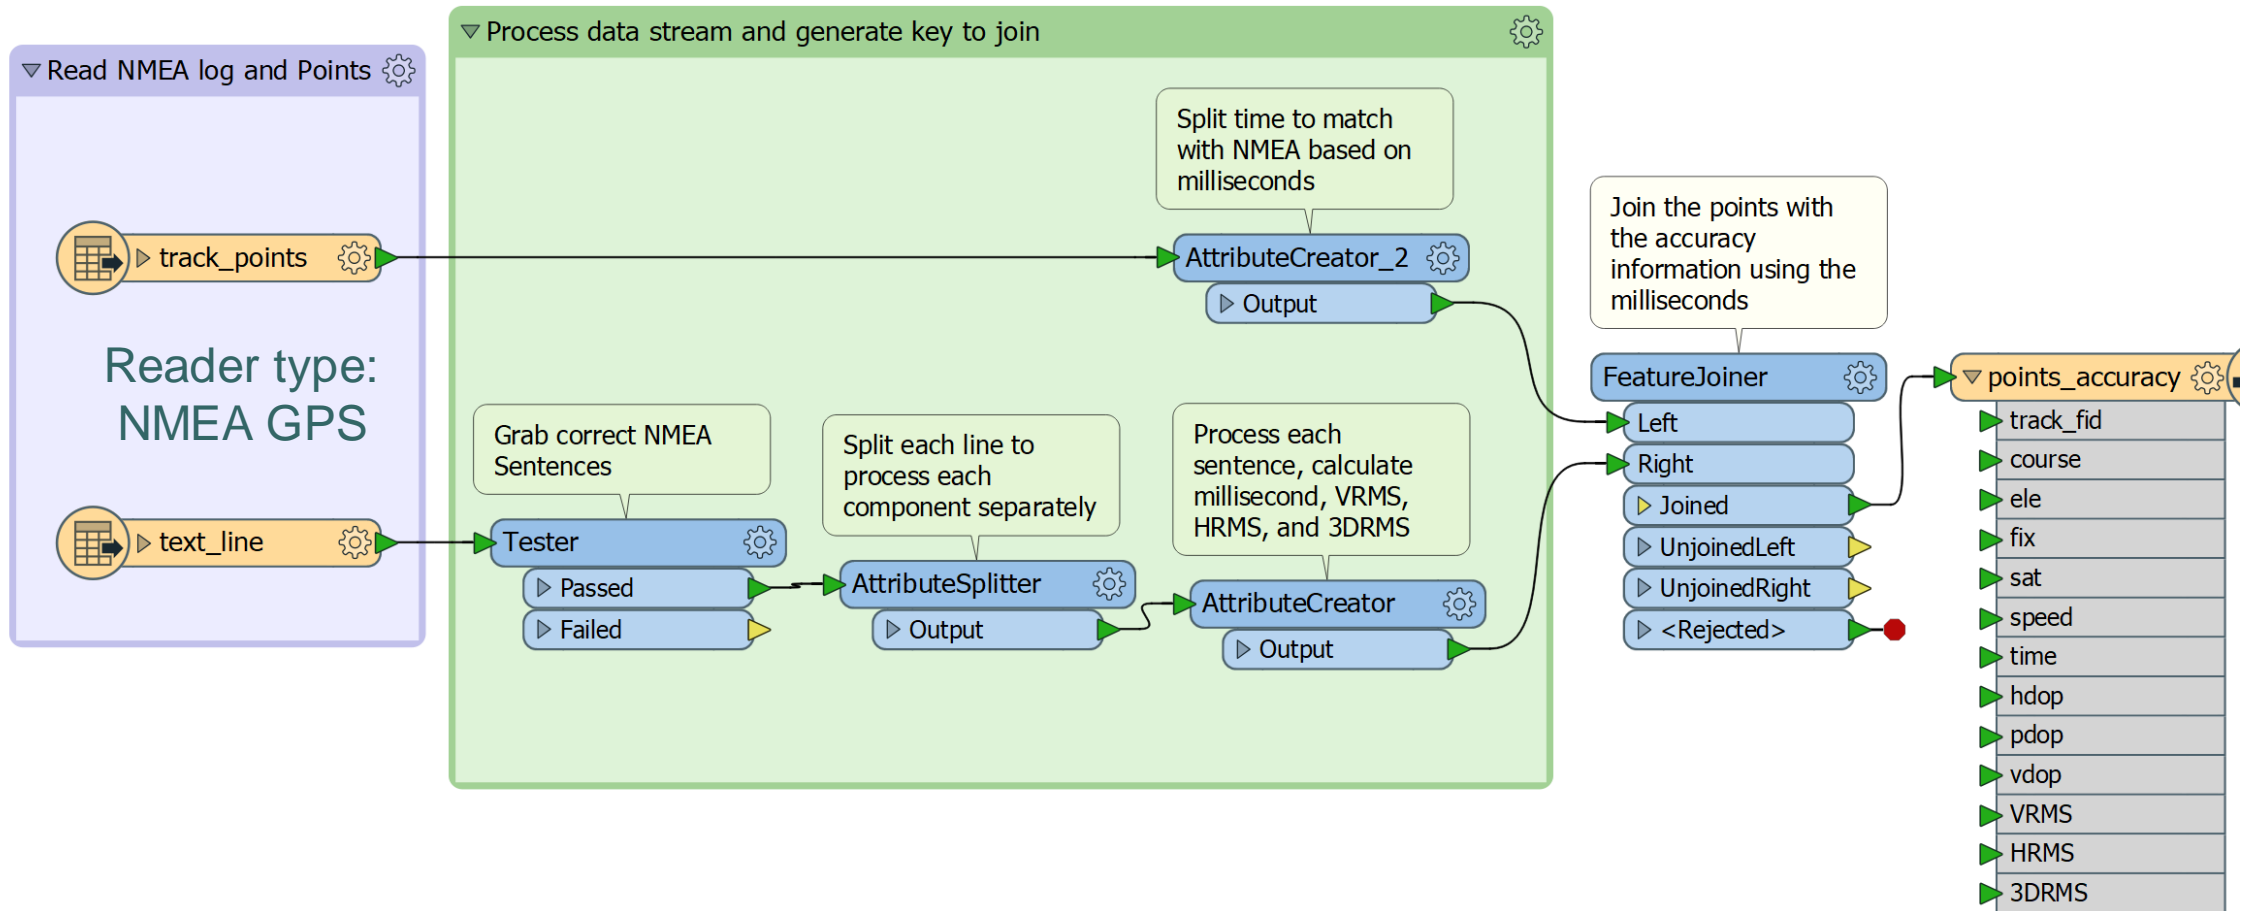 Read NMEA log and Points
track_points
Reader type:
NMEA GPS
text_line
Process data stream and generate key to join
Split time to match
with NMEA based on
milliseconds
AttributeCreator_2
Output
Grab correct NMEA
Sentences
Tester
Passed
Failed
Split each line to
process each
component separately
AttributeSplitter
Output
Process each
sentence, calculate
millisecond, VRMS,
HRMS, and 3DRMS
AttributeCreator
Output
Join the points with
the accuracy
information using the
milliseconds
FeatureJoiner
Left
Right
Joined
UnjoinedLeft
UnjoinedRight
<Rejected>
points_accuracy
track_fid
course
ele
fix
sat
speed
time
hdop
pdop
vdop
VRMS
HRMS
3DRMS